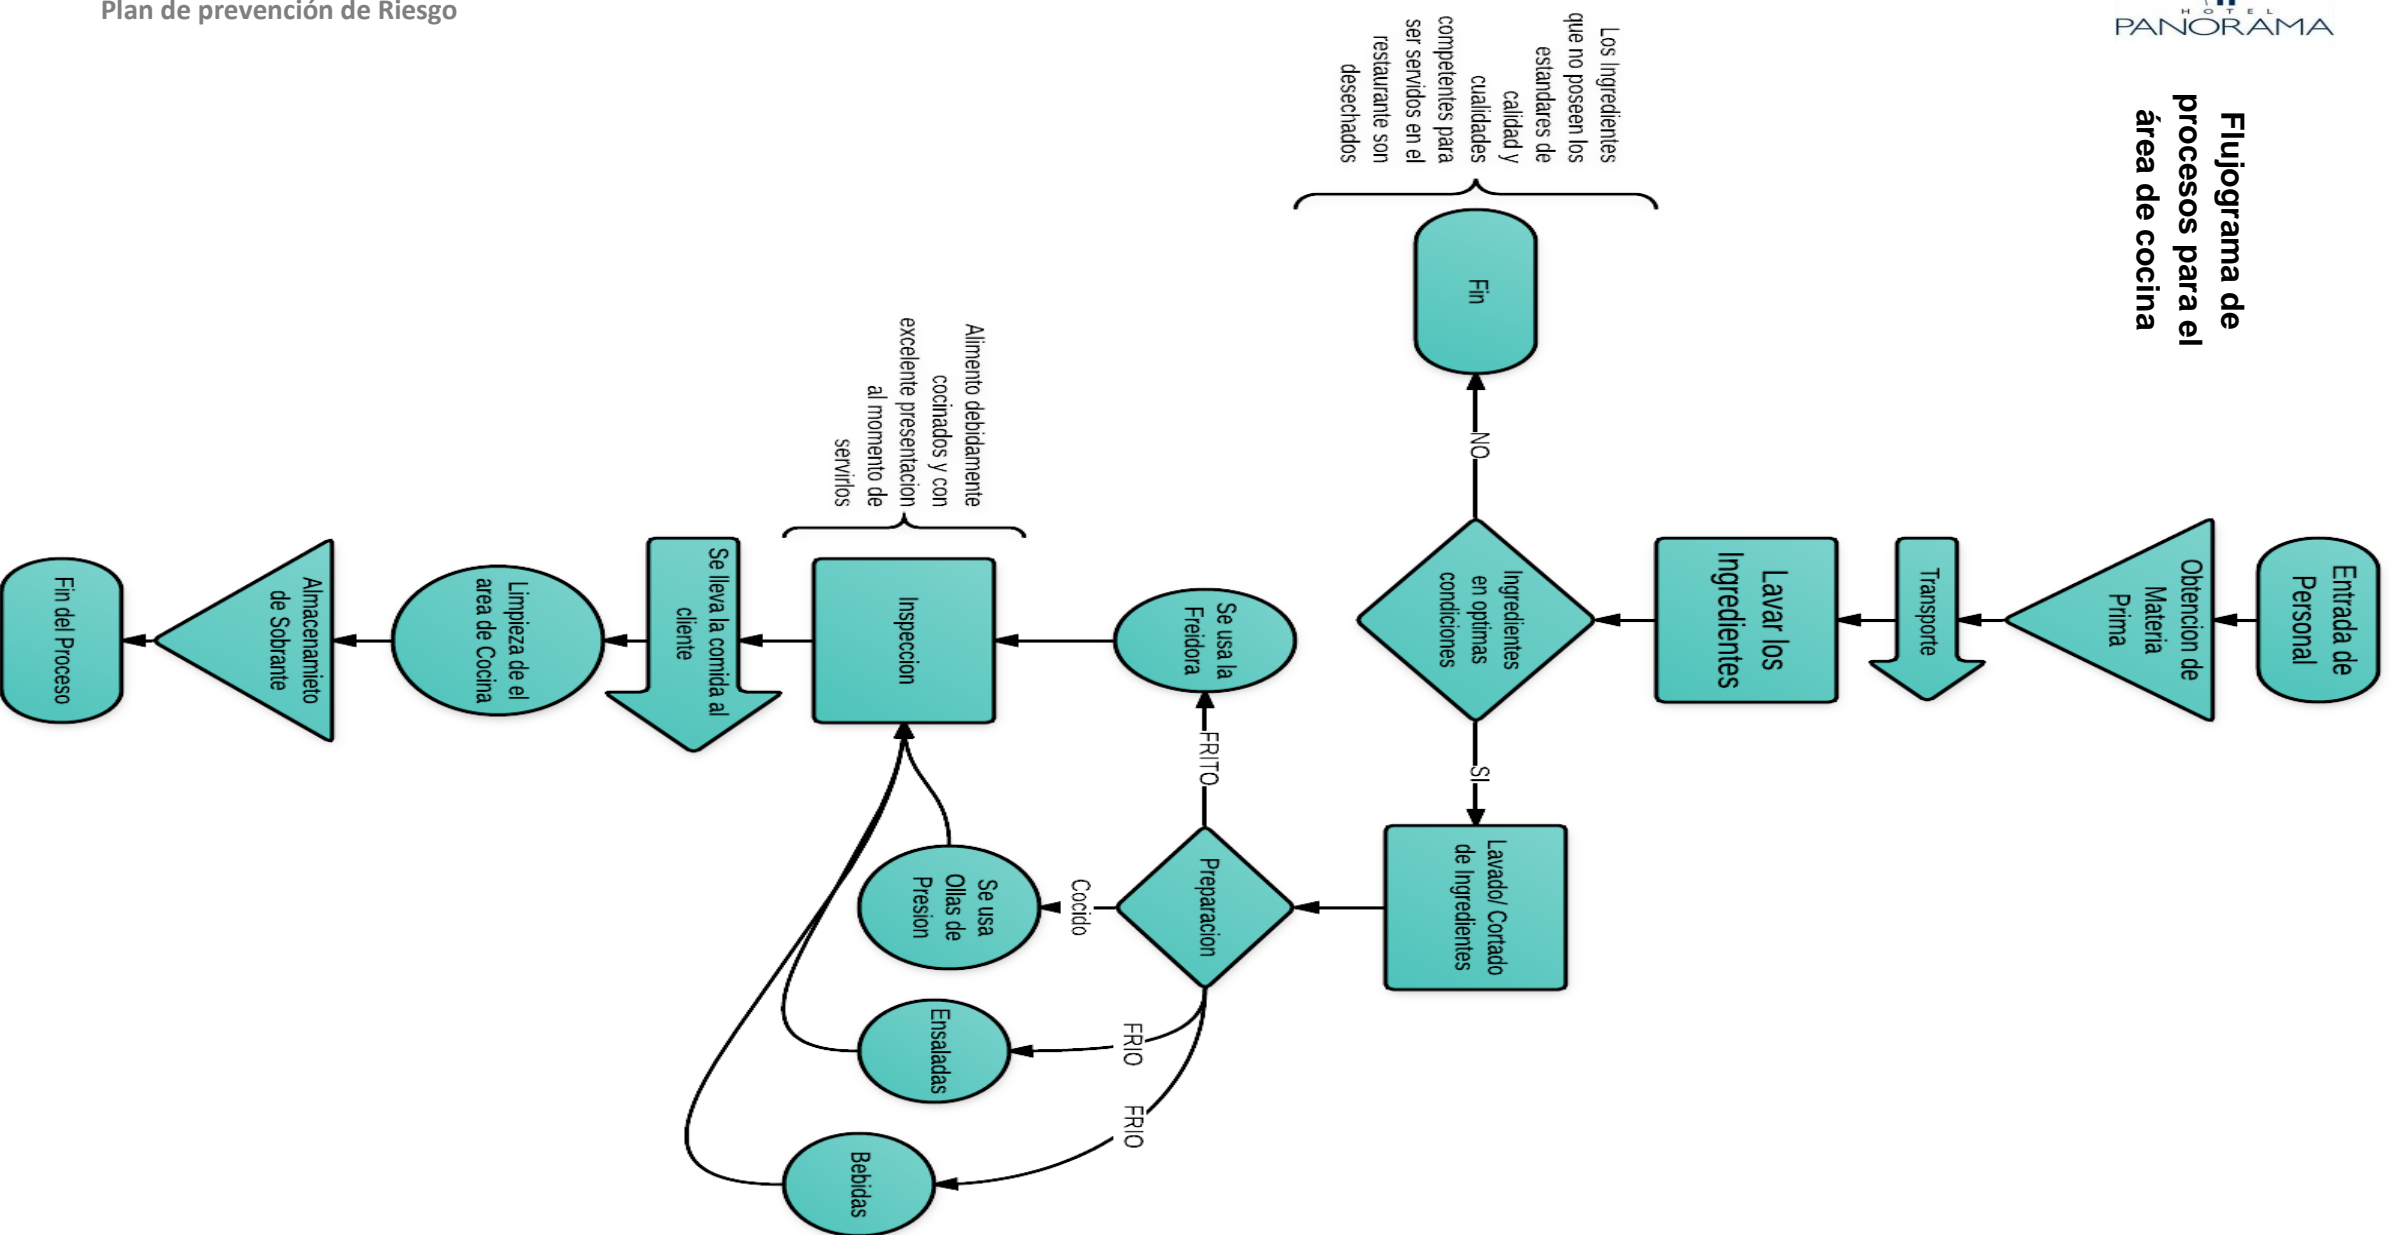 Plan de prevención de Riesgo
HOTEL
PANORAMA
Flujograma de
procesos para el
área de cocina
Entrada de
Personal
Obtencion de
Materia
Prima
Transporte
Lavar los
Ingredientes
Ingredientes
en optimas
condiciones
NO
Fin
Los Ingredientes
que no poseen los
estandares de
calidad y
cualidades
competentes para
ser servidos en el
restaurante son
desechados
SI
Lavado/ Cortado
de Ingredientes
Preparacion
FRITO
Se usa la
Freidora
Cocido
Se usa
Ollas de
Presion
FRIO
Ensaladas
FRIO
Bebidas
Inspeccion
Alimento debidamente
cocinados y con
excelente presentacion
al momento de
servirlos
Se lleva la comida al
cliente
Limpieza de el
area de Cocina
Almacenamieto
de Sobrante
Fin del Proceso